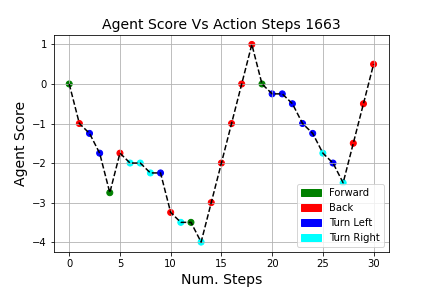 Agent Score Vs Action Steps 1663
1
0
−1
−2
−3
−4
Agent Score
0 5 10 15 20 25 30
Num. Steps
Forward
Back
Turn Left
Turn Right